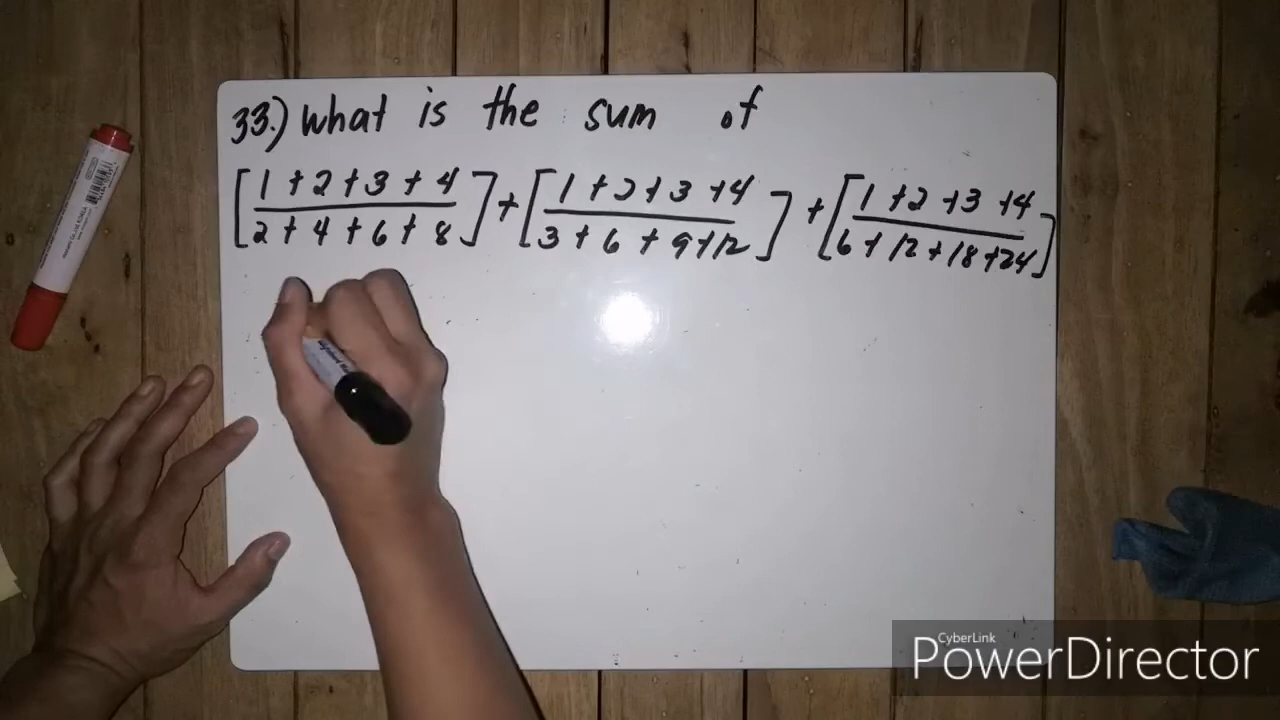 33.) What is the sum of
[1+2+3+4 / 2+4+6+8] + [1+2+3+4 / 3+6+9+12] + [1+2+3+4 / 6+12+18+24]
CyberLink
PowerDirector